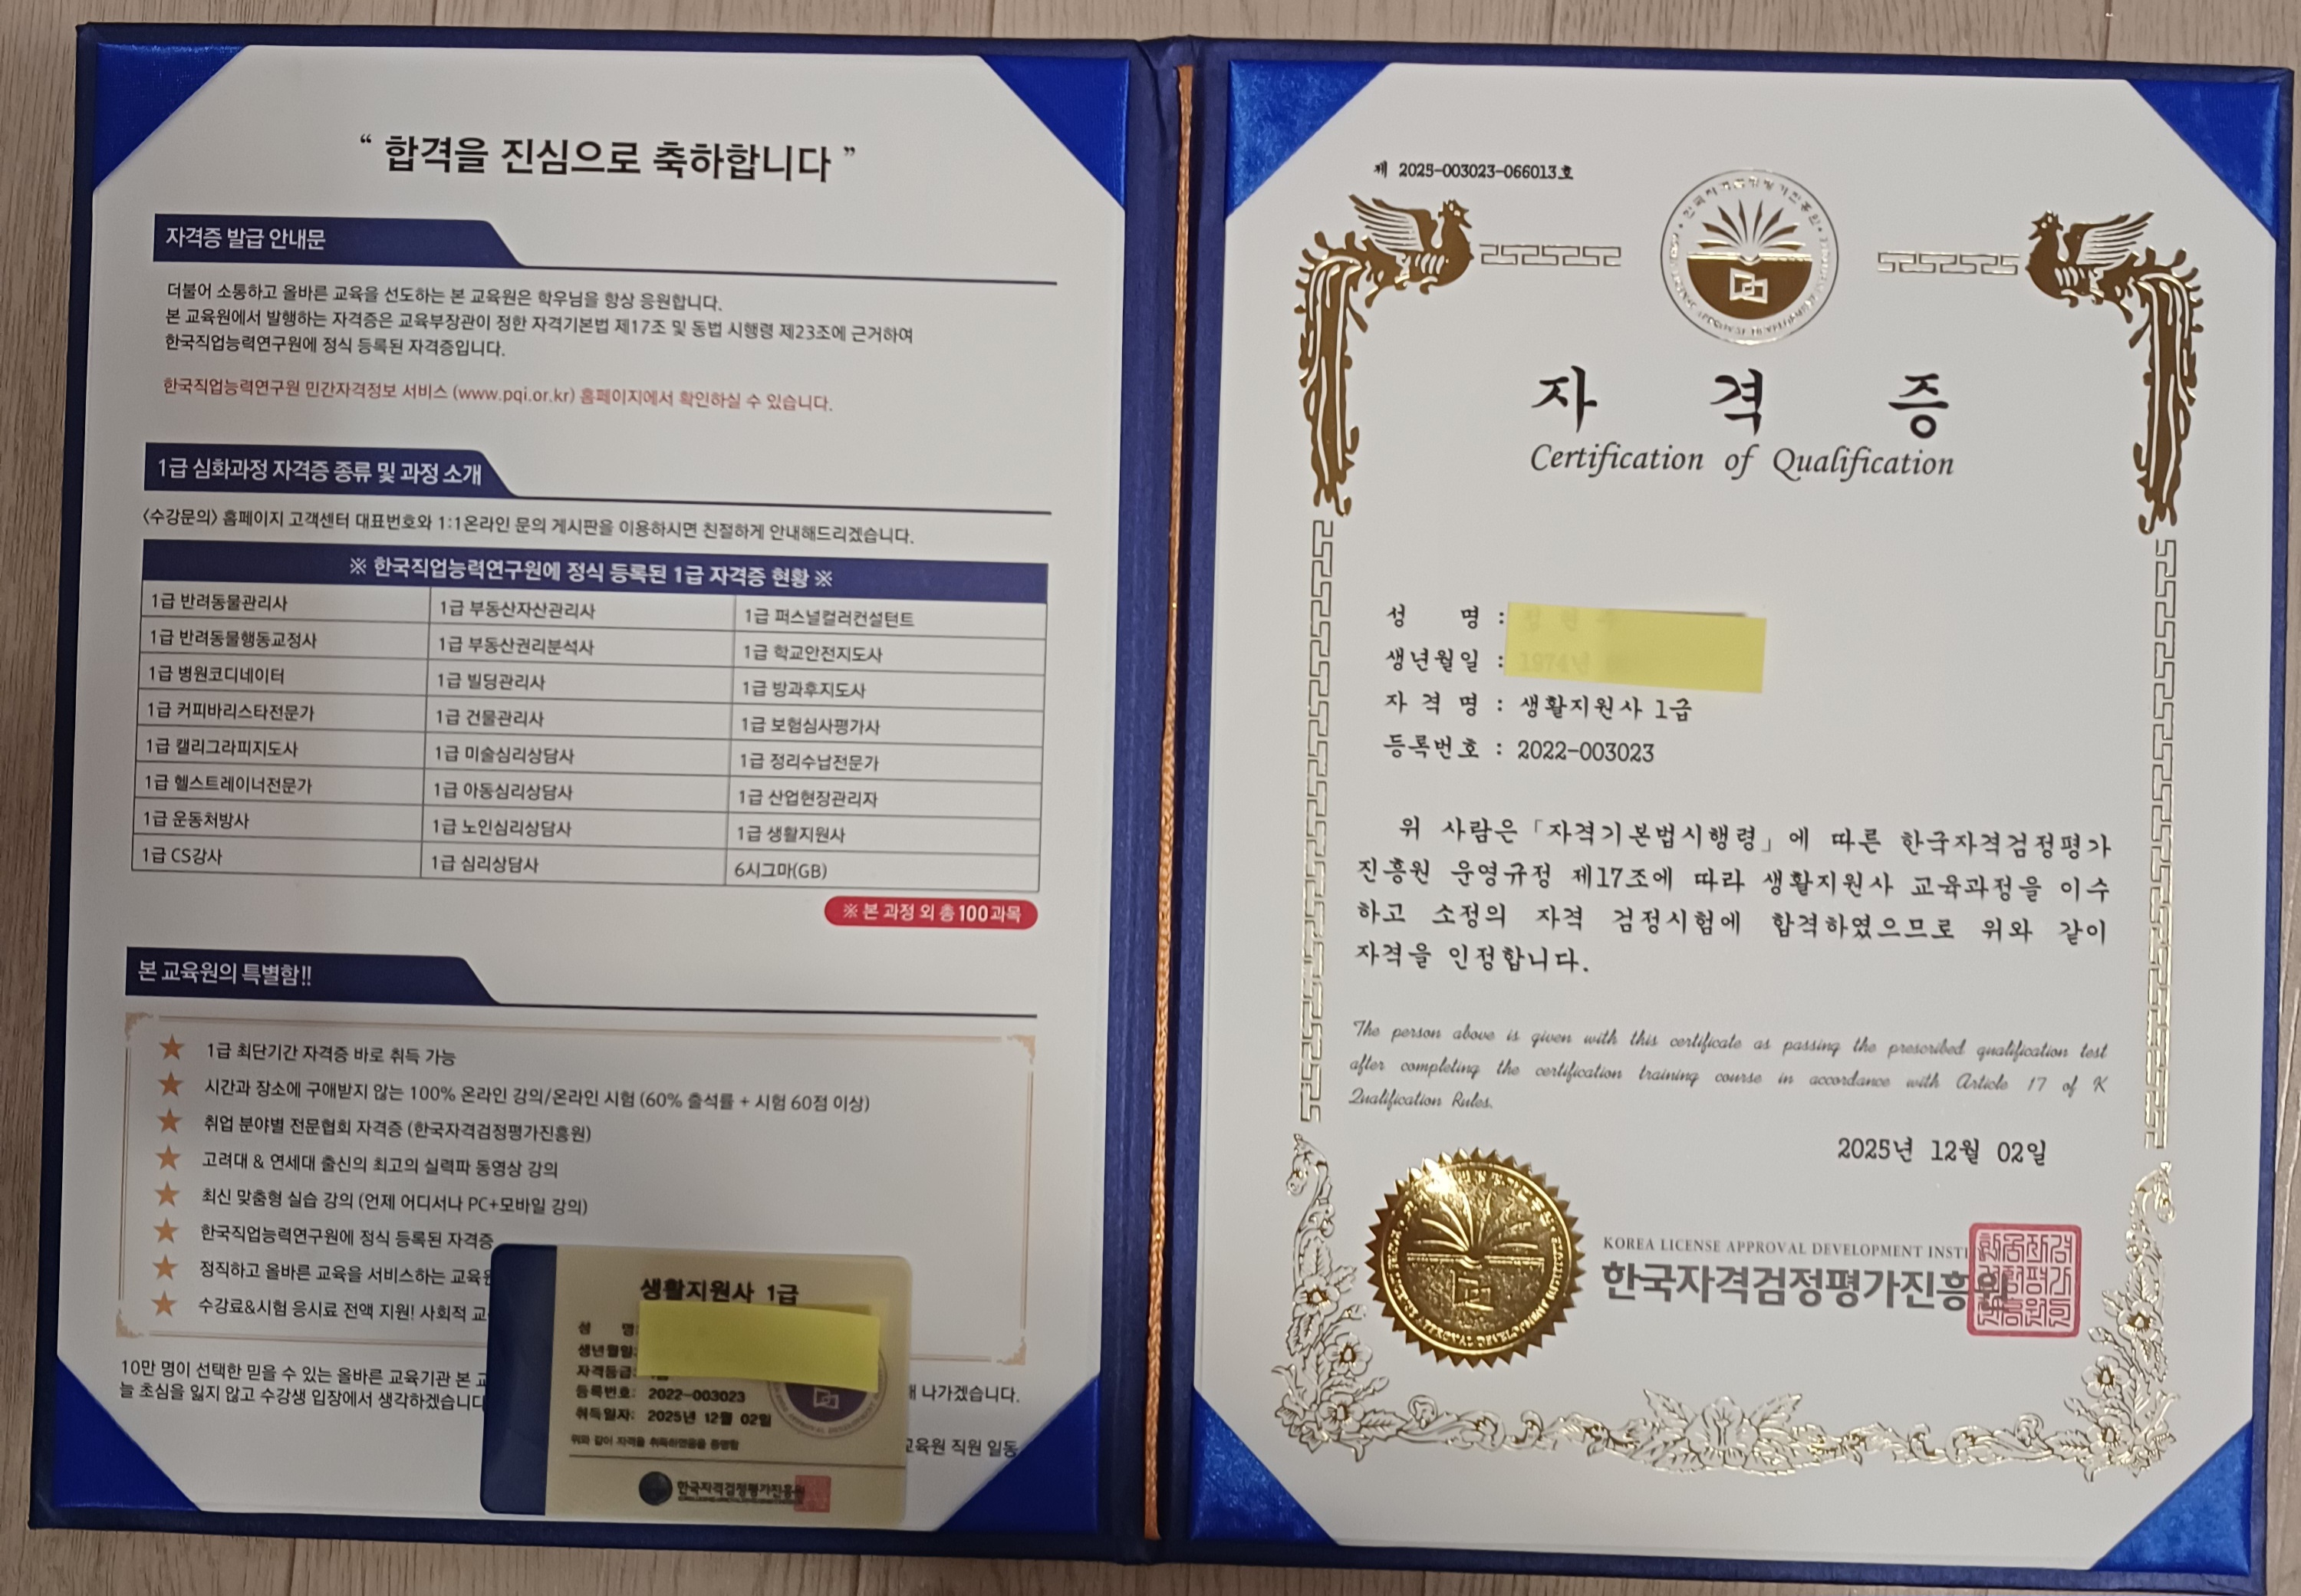 “ 합격을 진심으로 축하합니다 ”
자격증 발급 안내문
더불어 소통하고 올바른 교육을 선도하는 본 교육원은 학우님을 항상 응원합니다.
본 교육원에서 발행하는 자격증은 교육부장관이 정한 자격기본법 제17조 및 동법 시행령 제23조에 근거하여
한국직업능력연구원에 정식 등록된 자격증입니다.
한국직업능력연구원 민간자격정보 서비스 (www.pqi.or.kr) 홈페이지에서 확인하실 수 있습니다.
1급 심화과정 자격증 종류 및 과정 소개
<수강문의> 홈페이지 고객센터 대표번호와 1:1온라인 문의 게시판을 이용하시면 친절하게 안내해드리겠습니다.
※ 한국직업능력연구원에 정식 등록된 1급 자격증 현황 ※
1급 반려동물관리사 1급 부동산자산관리사 1급 퍼스널컬러컨설턴트
1급 반려동물행동교정사 1급 부동산권리분석사 1급 학교안전지도사
1급 병원코디네이터 1급 빌딩관리사 1급 방과후지도사
1급 커피바리스타전문가 1급 건물관리사 1급 보험심사평가사
1급 캘리그라피지도사 1급 미술심리상담사 1급 정리수납전문가
1급 헬스트레이너전문가 1급 아동심리상담사 1급 산업현장관리자
1급 운동처방사 1급 노인심리상담사 1급 생활지원사
1급 CS강사 1급 심리상담사 6시그마(GB)
※ 본 과정 외 총 100과목
본 교육원의 특별함!!
1급 최단기간 자격증 바로 취득 가능
시간과 장소에 구애받지 않는 100% 온라인 강의/온라인 시험 (60% 출석률 + 시험 60점 이상)
취업 분야별 전문협회 자격증 (한국자격검정평가진흥원)
고려대 & 연세대 출신의 최고의 실력파 동영상 강의
최신 맞춤형 실습 강의 (언제 어디서나 PC+모바일 강의)
한국직업능력연구원에 정식 등록된 자격증
정직하고 올바른 교육을 서비스하는 교육원
수강료&시험 응시료 전액 지원! 사회적 교
10만 명이 선택한 믿을 수 있는 올바른 교육기관 본 교
나가겠습니다.
늘 초심을 잃지 않고 수강생 입장에서 생각하겠습니다
교육원 직원 일동
생활지원사 1급
성 명:
생년월일:
자격등급:
등록번호: 2022-003023
취득일자: 2025년 12월 02일
위와 같이 자격을 취득하였음을 증명함
한국자격검정평가진흥원
제 2025-003023-066013호
자 격 증
Certification of Qualification
성 명 :
생년월일 : 1974년
자 격 명 : 생활지원사 1급
등록번호 : 2022-003023
위 사람은 「자격기본법시행령」에 따른 한국자격검정평가
진흥원 운영규정 제17조에 따라 생활지원사 교육과정을 이수
하고 소정의 자격 검정시험에 합격하였으므로 위와 같이
자격을 인정합니다.
The person above is given with this certificate as passing the prescribed qualification test
after completing the certification training course in accordance with Article 17 of K
Qualification Rules.
2025년 12월 02일
KOREA LICENSE APPROVAL DEVELOPMENT INSTI
한국자격검정평가진흥원